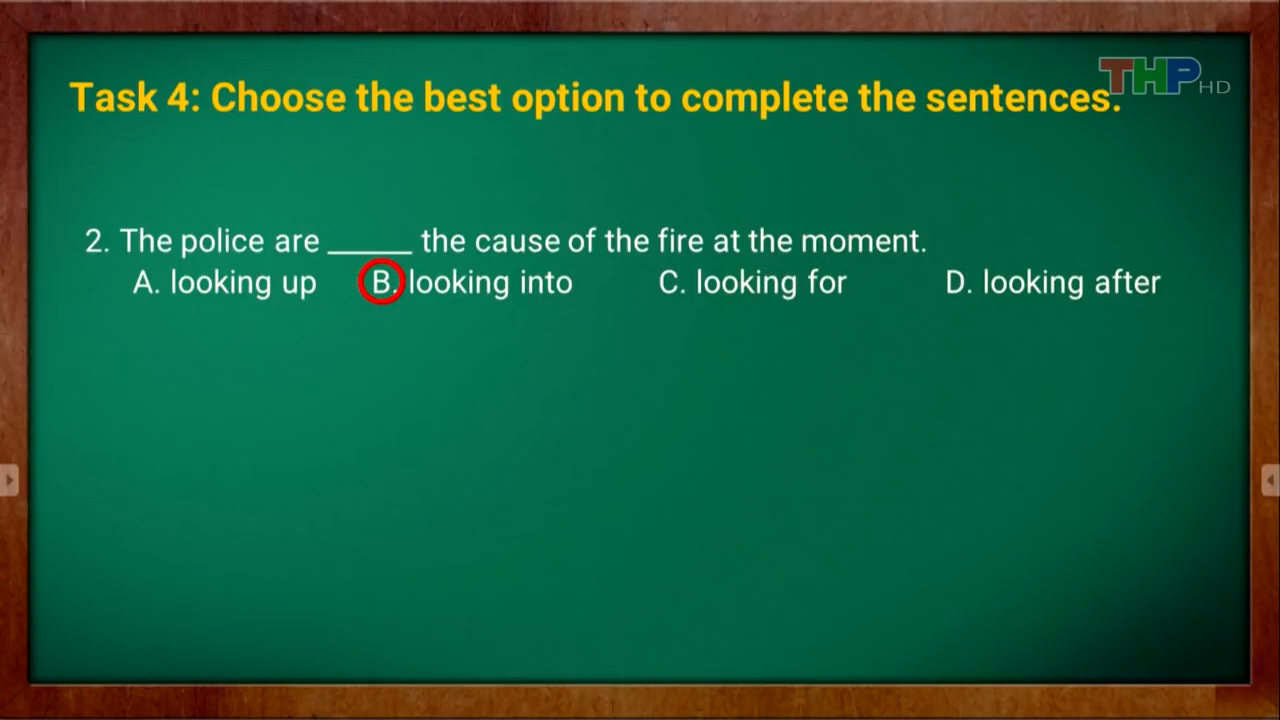 THP HD
Task 4: Choose the best option to complete the sentences.
2. The police are _____ the cause of the fire at the moment.
A. looking up B. looking into C. looking for D. looking after